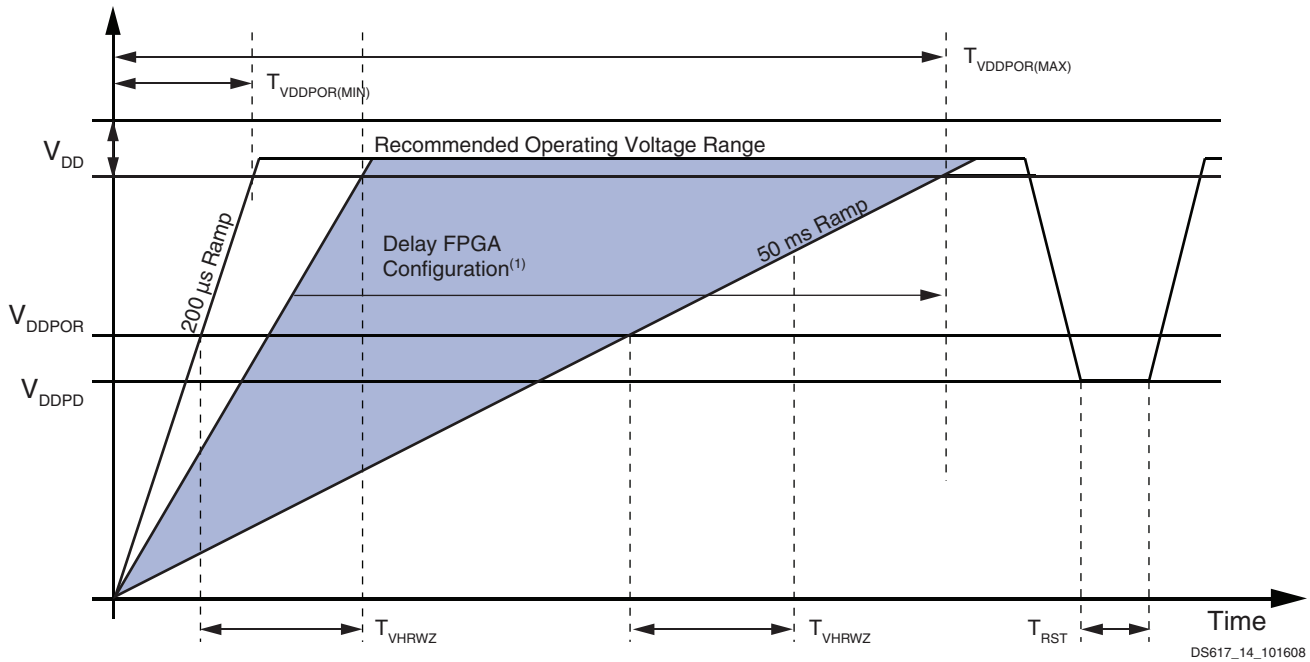 T_VDDPOR(MAX)
T_VDDPOR(MIN)
V_DD
Recommended Operating Voltage Range
200 µs Ramp
Delay FPGA
Configuration(1)
50 ms Ramp
V_DDPOR
V_DDPD
T_VHRWZ
T_VHRWZ
T_RST
Time
DS617_14_101608